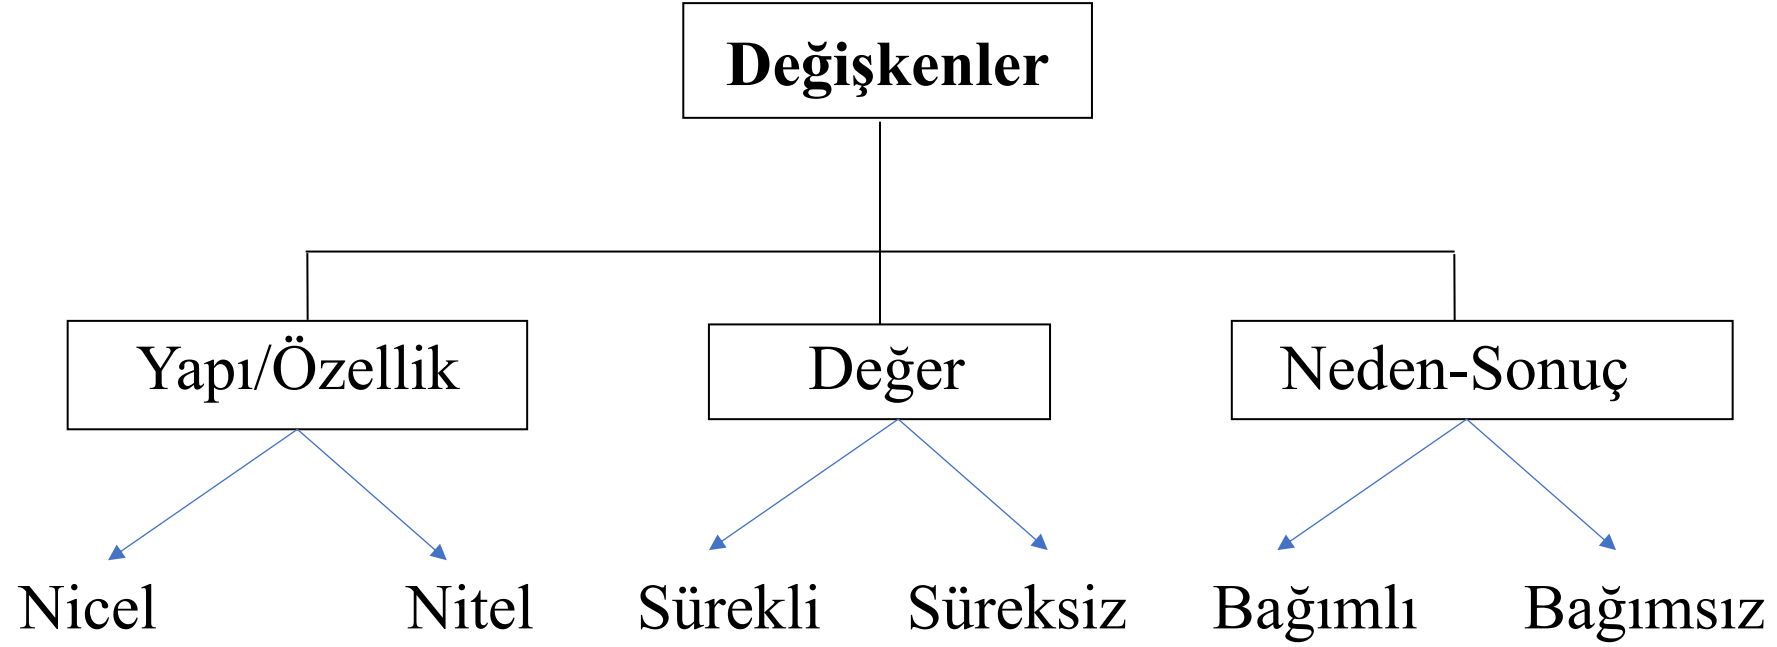 Değişkenler
Yapı/Özellik
Değer
Neden-Sonuç
Nicel
Nitel
Sürekli
Süreksiz
Bağımlı
Bağımsız